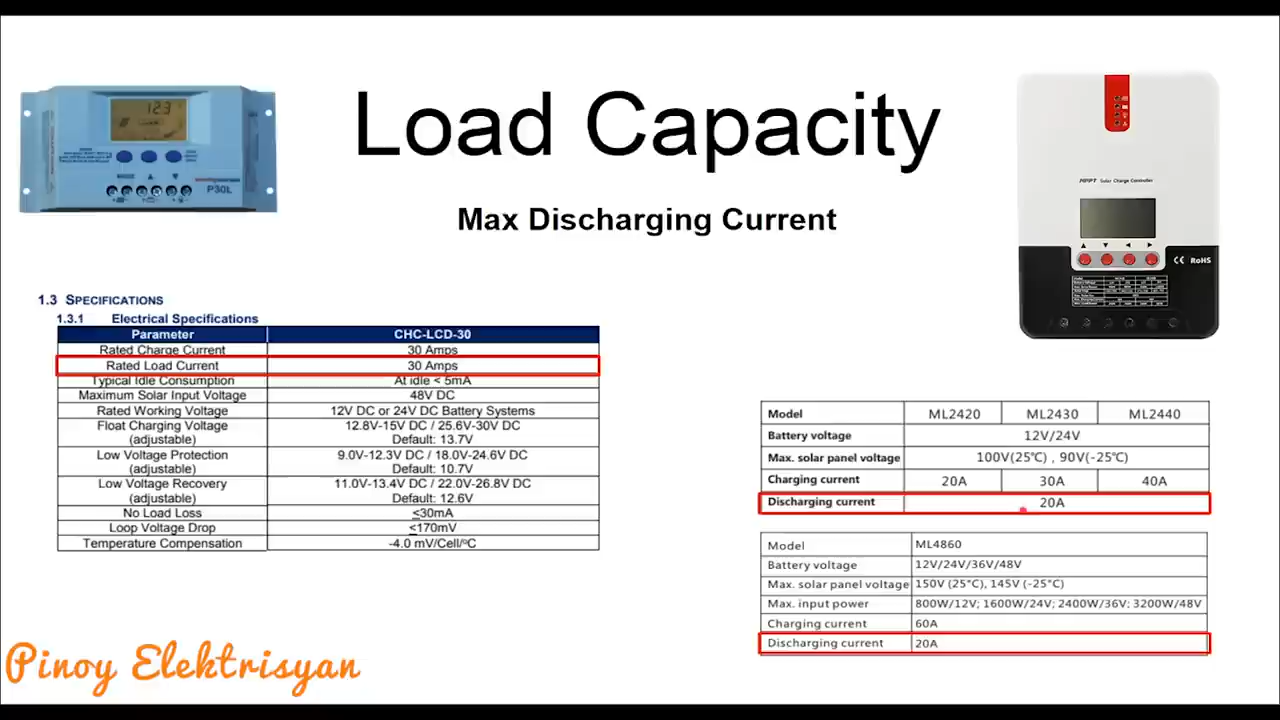 Load Capacity
Max Discharging Current
12.3
MODE
P30L
MPPT Solar Charge Controller
CE RoHS
1.3 SPECIFICATIONS
1.3.1 Electrical Specifications
Parameter CHC-LCD-30
Rated Charge Current 30 Amps
Rated Load Current 30 Amps
Typical Idle Consumption At idle < 5mA
Maximum Solar Input Voltage 48V DC
Rated Working Voltage 12V DC or 24V DC Battery Systems
Float Charging Voltage (adjustable) 12.8V-15V DC / 25.6V-30V DC
Default: 13.7V
Low Voltage Protection (adjustable) 9.0V-12.3V DC / 18.0V-24.6V DC
Default: 10.7V
Low Voltage Recovery (adjustable) 11.0V-13.4V DC / 22.0V-26.8V DC
Default: 12.6V
No Load Loss ≤30mA
Loop Voltage Drop ≤170mV
Temperature Compensation -4.0 mV/Cell/ºC
Model ML2420 ML2430 ML2440
Battery voltage 12V/24V
Max. solar panel voltage 100V(25℃) , 90V(-25℃)
Charging current 20A 30A 40A
Discharging current 20A
Model ML4860
Battery voltage 12V/24V/36V/48V
Max. solar panel voltage 150V (25°C), 145V (-25°C)
Max. input power 800W/12V; 1600W/24V; 2400W/36V; 3200W/48V
Charging current 60A
Discharging current 20A
Pinoy Elektrisyan